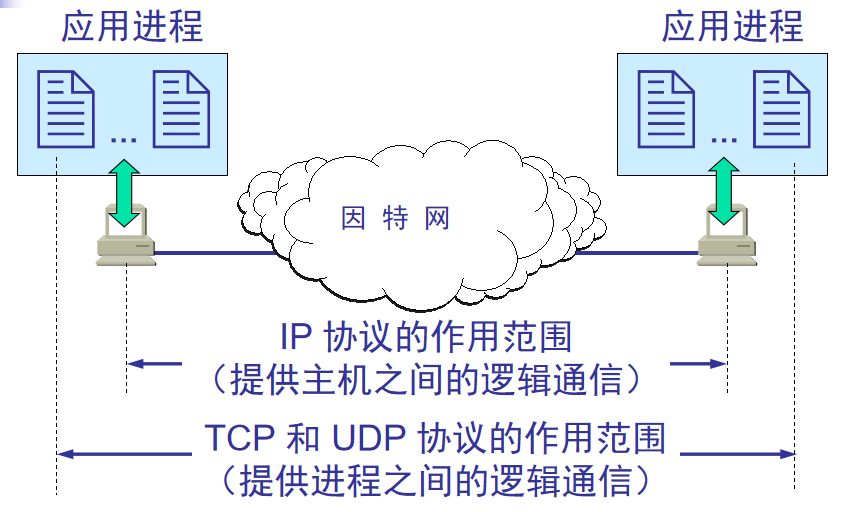 应用进程
应用进程
…
…
因特网
IP 协议的作用范围
（提供主机之间的逻辑通信）
TCP 和 UDP 协议的作用范围
（提供进程之间的逻辑通信）